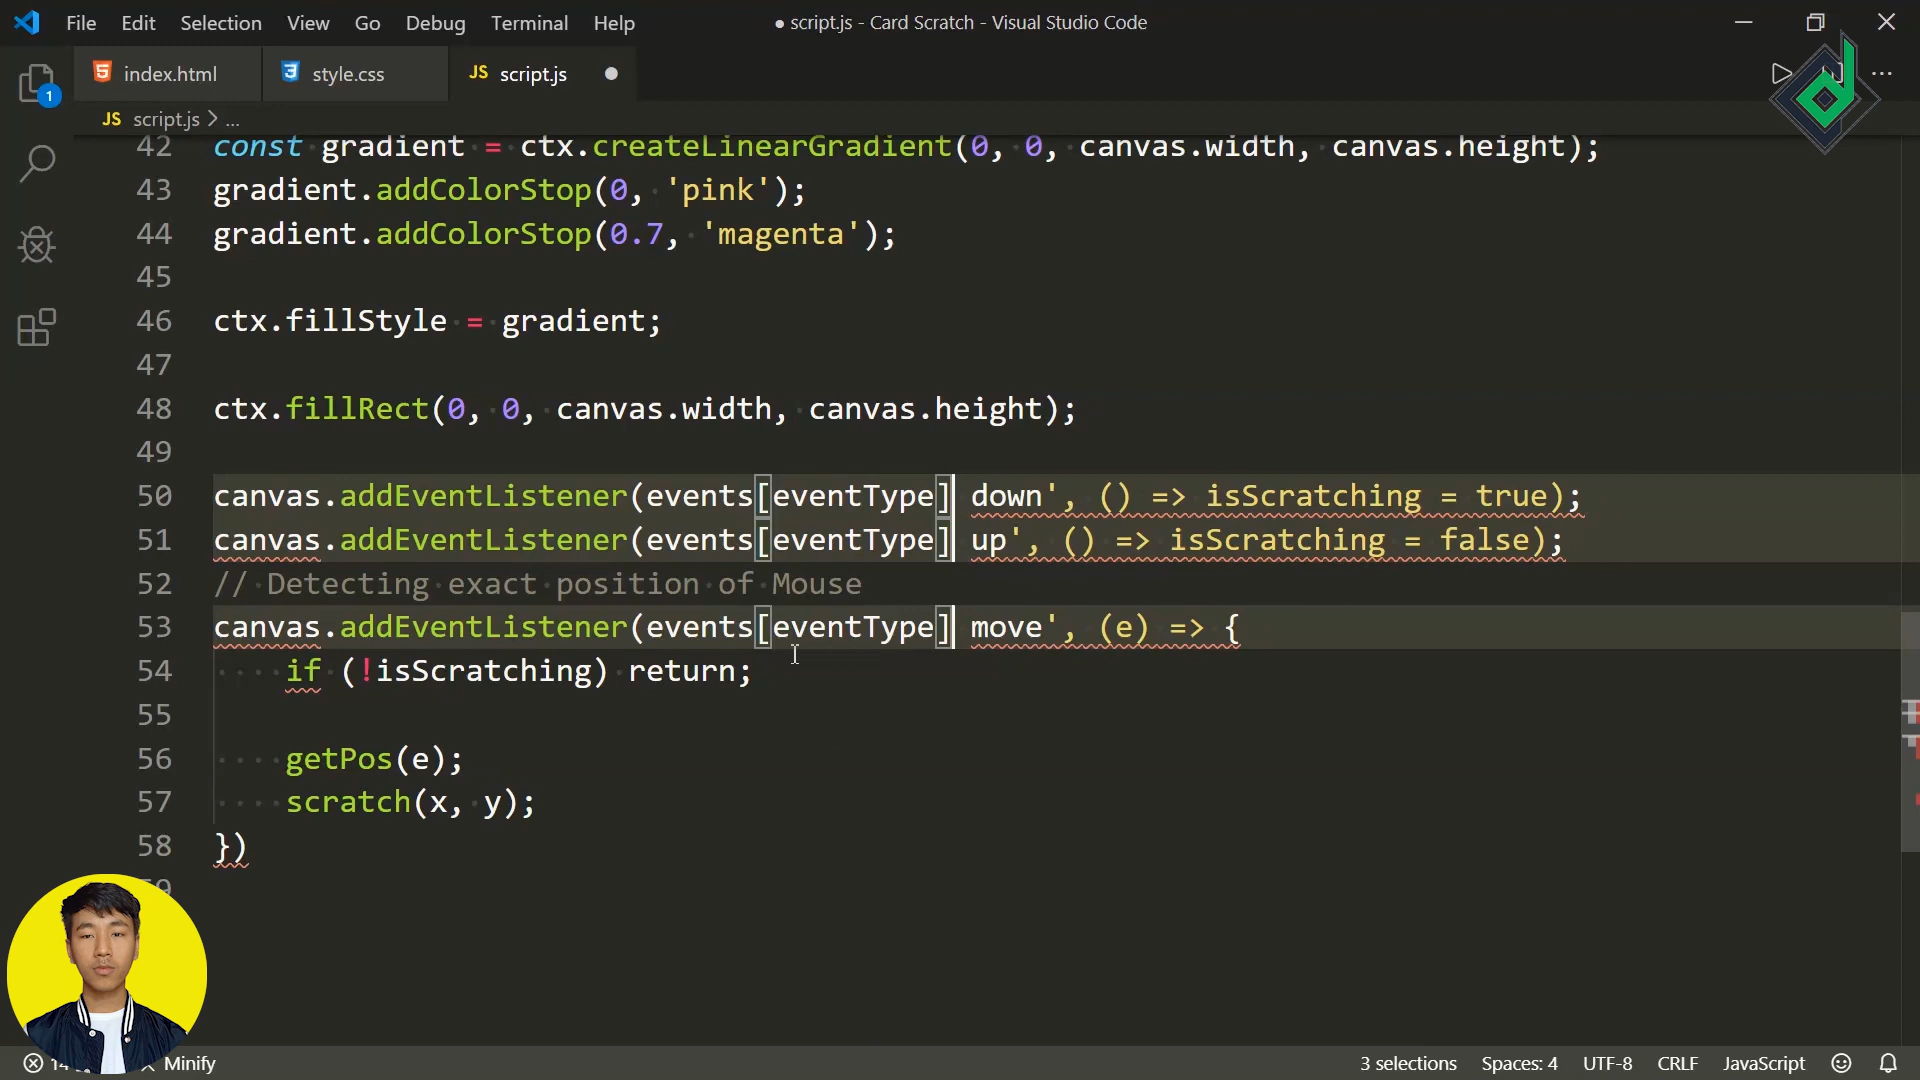 File Edit Selection View Go Debug Terminal Help
● script.js - Card Scratch - Visual Studio Code
index.html
style.css
JS script.js ●
JS script.js > ...
42 const gradient = ctx.createLinearGradient(0, 0, canvas.width, canvas.height);
43 gradient.addColorStop(0, 'pink');
44 gradient.addColorStop(0.7, 'magenta');
45
46 ctx.fillStyle = gradient;
47
48 ctx.fillRect(0, 0, canvas.width, canvas.height);
49
50 canvas.addEventListener(events[eventType] down', () => isScratching = true);
51 canvas.addEventListener(events[eventType] up', () => isScratching = false);
52 // Detecting exact position of Mouse
53 canvas.addEventListener(events[eventType] move', (e) => {
54 if (!isScratching) return;
55
56 getPos(e);
57 scratch(x, y);
58 })
1
Minify
3 selections Spaces: 4 UTF-8 CRLF JavaScript